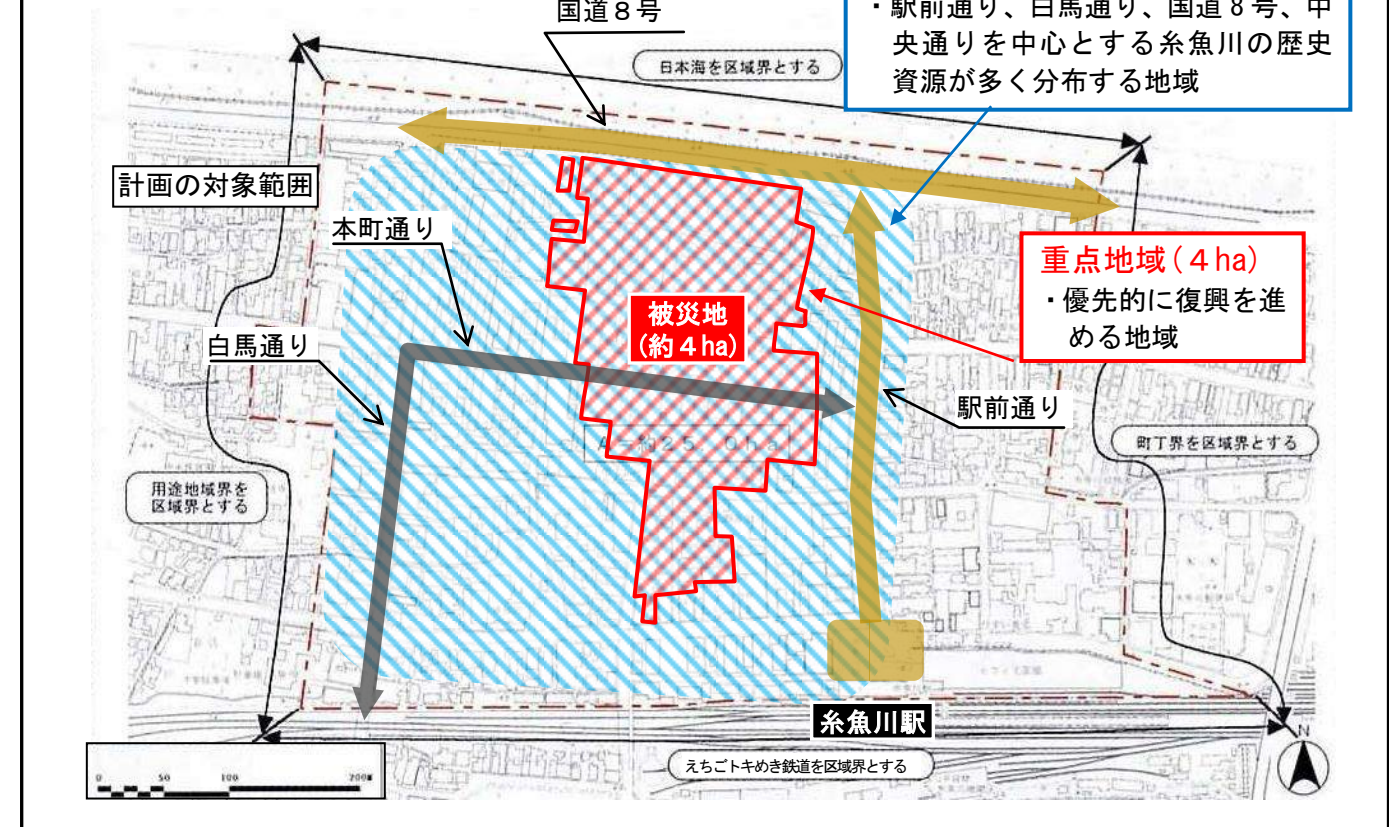 国道８号
・駅前通り、白馬通り、国道８号、中
央通りを中心とする糸魚川の歴史
資源が多く分布する地域
日本海を区域界とする
計画の対象範囲
本町通り
重点地域(４ha)
・優先的に復興を進
める地域
被災地
(約４ha)
白馬通り
駅前通り
町丁界を区域界とする
用途地域界を
区域界とする
糸魚川駅
えちごトキめき鉄道を区域界とする
N
0 50 100 200m